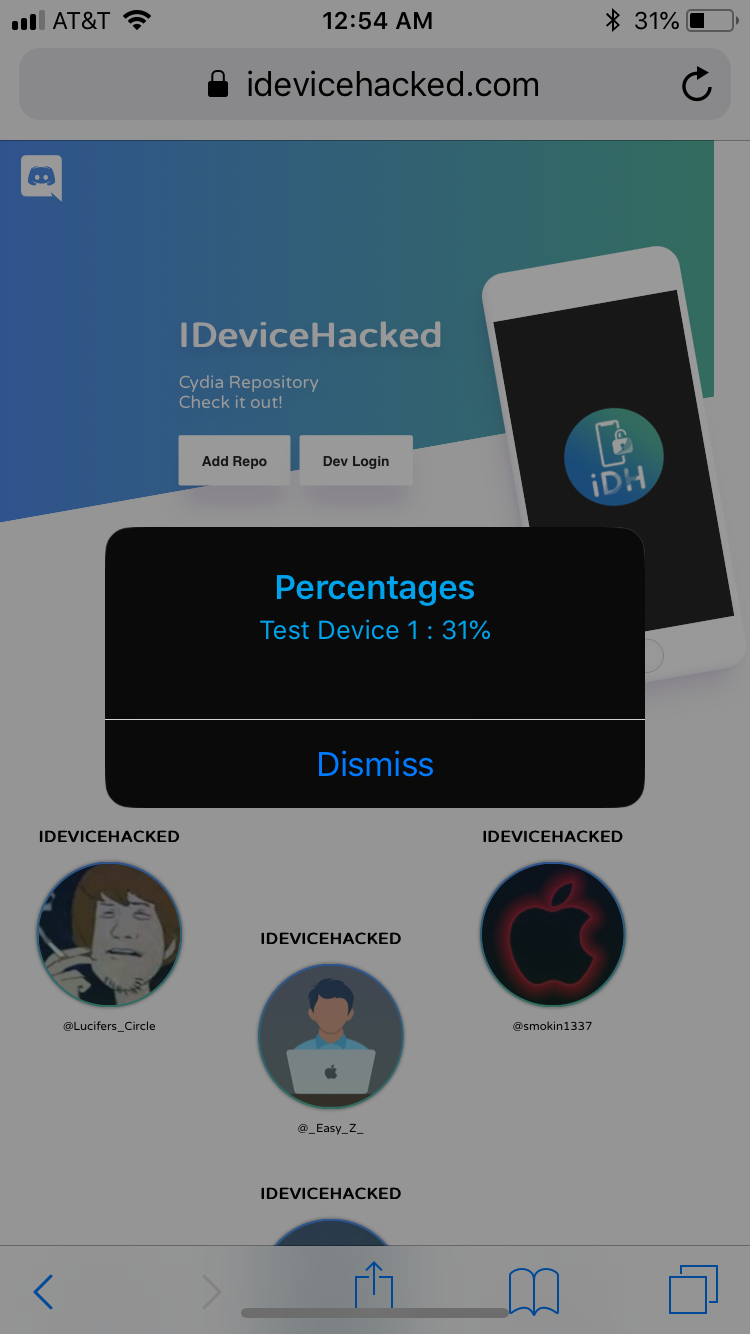 AT&T 12:54 AM 31%
idevicehacked.com
IDeviceHacked
Cydia Repository
Check it out!
Add Repo Dev Login
iDH
Percentages
Test Device 1 : 31%
Dismiss
IDEVICEHACKED IDEVICEHACKED
@Lucifers_Circle @smokin1337
IDEVICEHACKED
@_Easy_Z_
IDEVICEHACKED